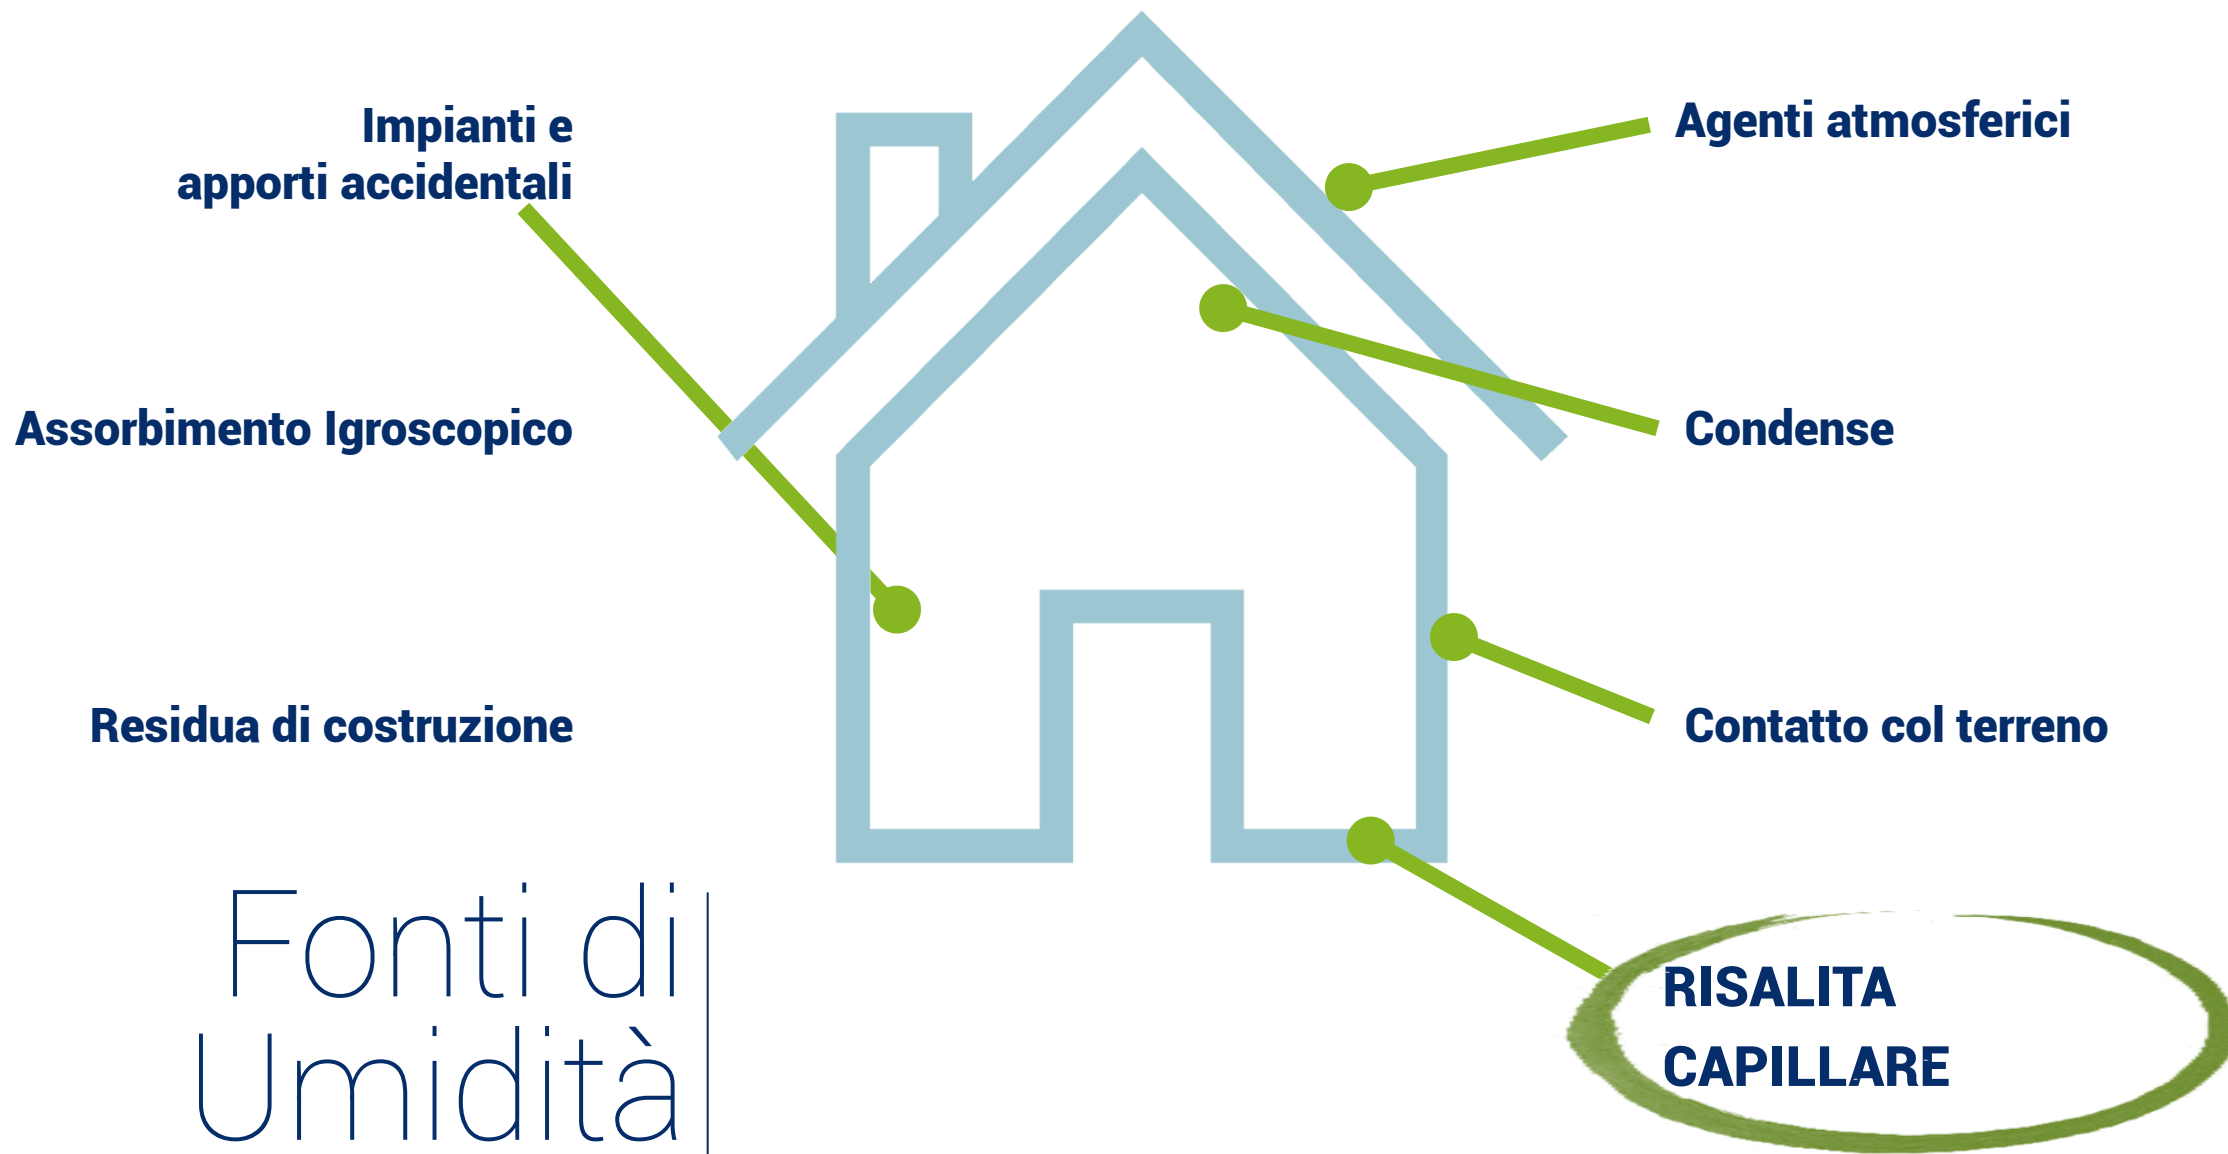 Impianti e
apporti accidentali
Assorbimento Igroscopico
Residua di costruzione
Agenti atmosferici
Condense
Contatto col terreno
RISALITA
CAPILLARE
Fonti di
Umidità